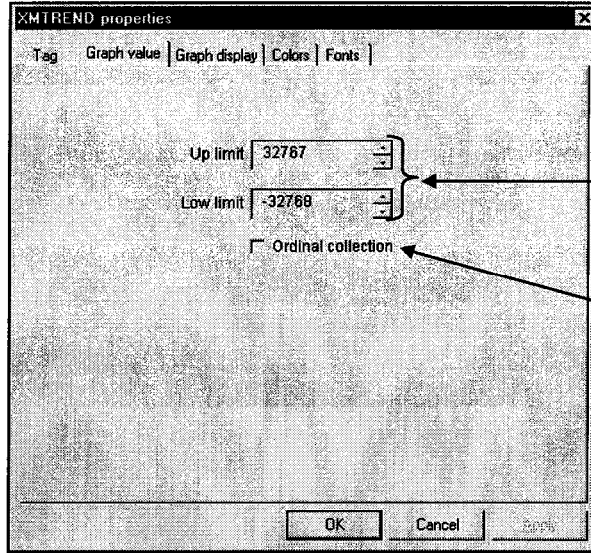 XMTREND properties
Tag Graph value Graph display Colors Fonts
Up limit 32767
Low limit -32768
Ordinal collection
OK Cancel Apply